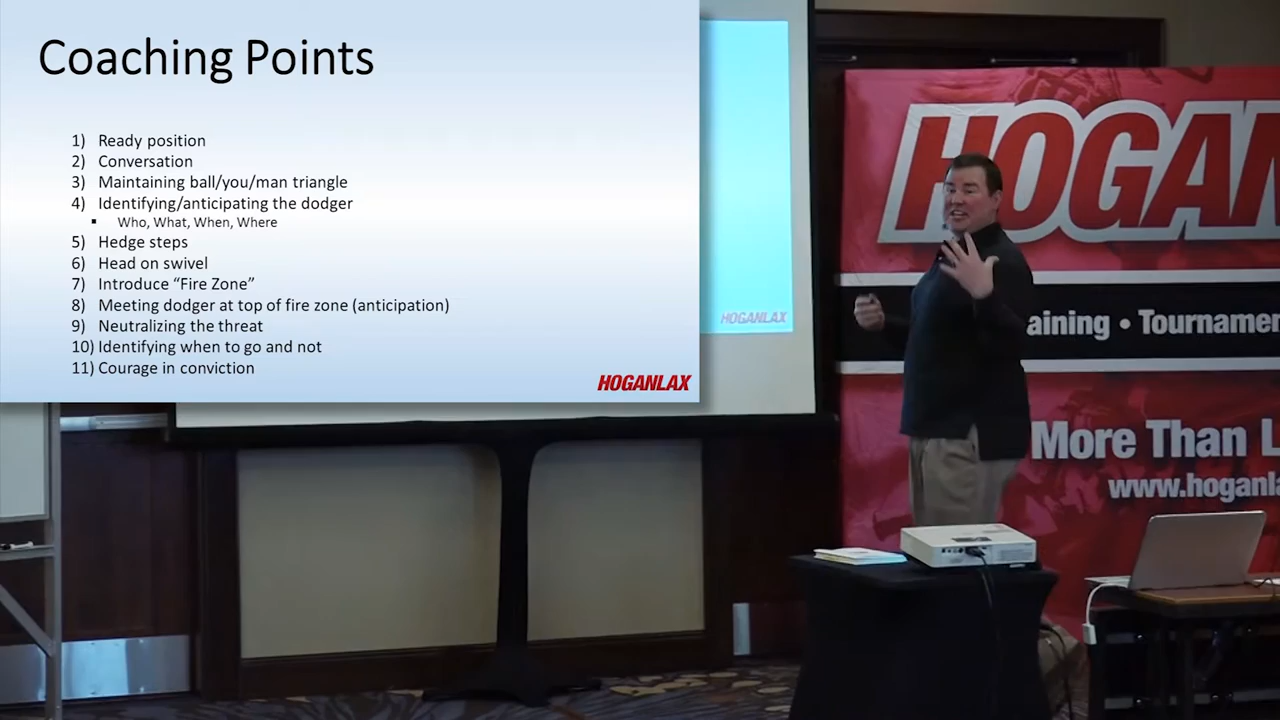 Coaching Points
1) Ready position
2) Conversation
3) Maintaining ball/you/man triangle
4) Identifying/anticipating the dodger
▪ Who, What, When, Where
5) Hedge steps
6) Head on swivel
7) Introduce “Fire Zone”
8) Meeting dodger at top of fire zone (anticipation)
9) Neutralizing the threat
10) Identifying when to go and not
11) Courage in conviction
HOGANLAX
HOGANLAX
HOGAN
aining • Tournamen
More Than L
www.hoganla